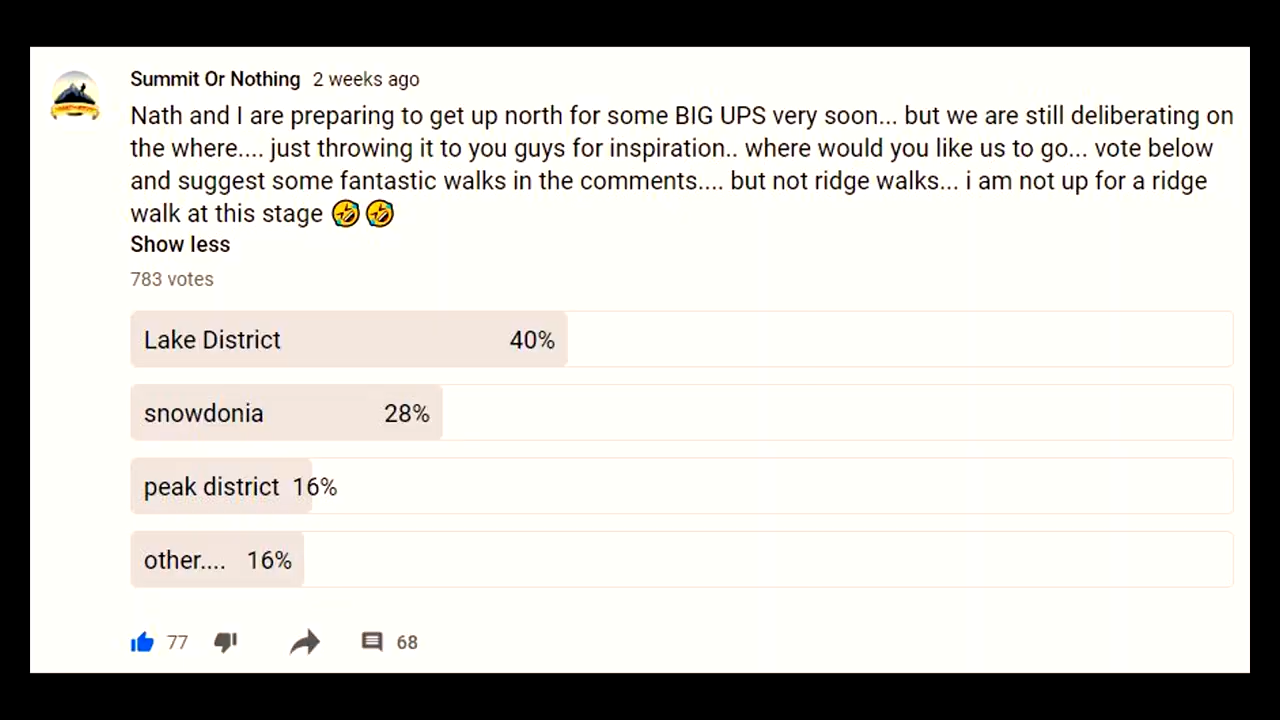 Summit Or Nothing 2 weeks ago
Nath and I are preparing to get up north for some BIG UPS very soon... but we are still deliberating on
the where.... just throwing it to you guys for inspiration.. where would you like us to go... vote below
and suggest some fantastic walks in the comments.... but not ridge walks... i am not up for a ridge
walk at this stage 🤣 🤣
Show less
783 votes
Lake District 40%
snowdonia 28%
peak district 16%
other.... 16%
77 68